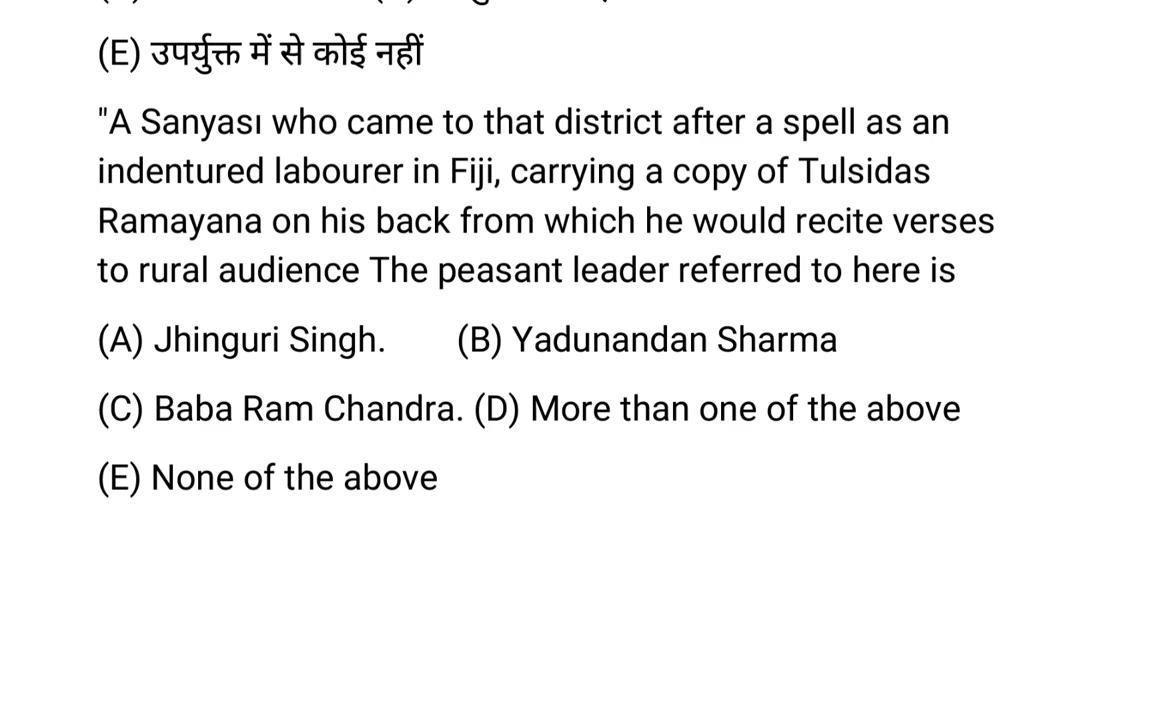 (E) उपर्युक्त में से कोई नहीं
"A Sanyası who came to that district after a spell as an
indentured labourer in Fiji, carrying a copy of Tulsidas
Ramayana on his back from which he would recite verses
to rural audience The peasant leader referred to here is
(A) Jhinguri Singh. (B) Yadunandan Sharma
(C) Baba Ram Chandra. (D) More than one of the above
(E) None of the above